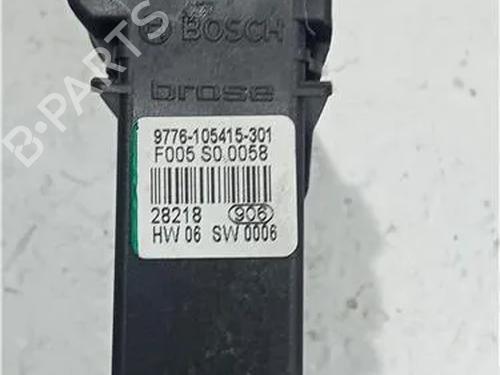 BOSCH
brose
9776-105415-301
F005 S0 0058
28218 906
HW 06 SW 0006
B-PARTS